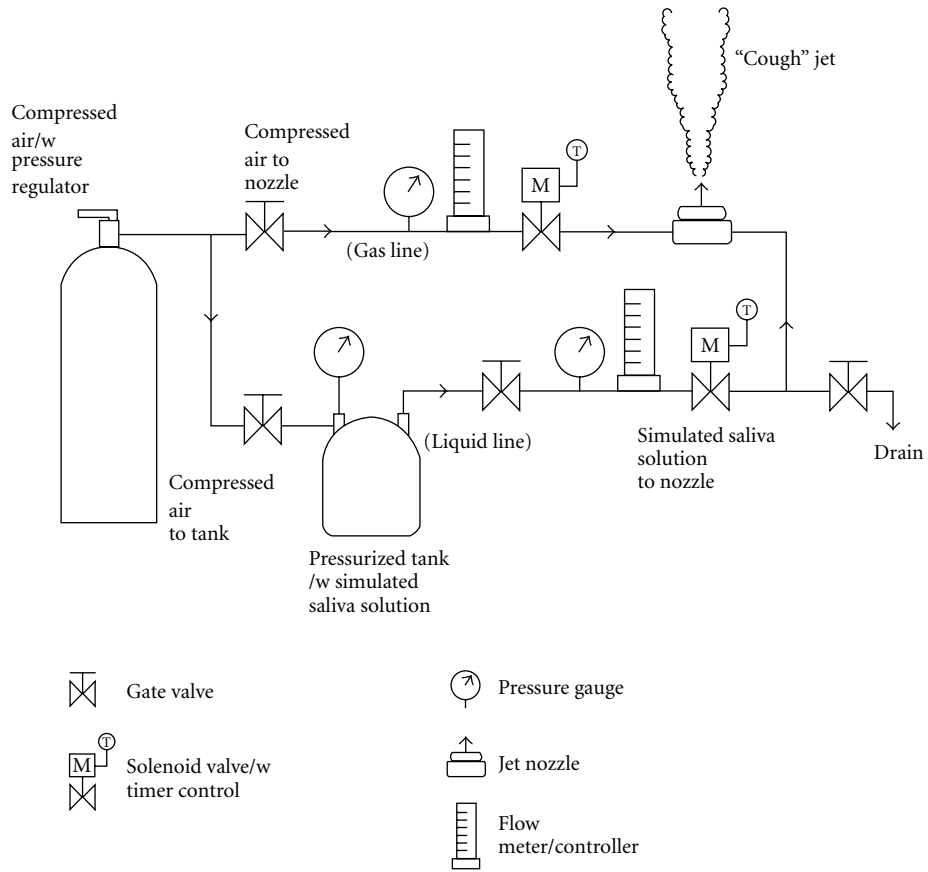 “Cough” jet
Compressed
air/w
pressure
regulator
Compressed
air to
nozzle
T
M
(Gas line)
T
M
(Liquid line)
Simulated saliva
solution
to nozzle
Drain
Compressed
air
to tank
Pressurized tank
/w simulated
saliva solution
Gate valve
Pressure gauge
T
M
Solenoid valve/w
timer control
Jet nozzle
Flow
meter/controller